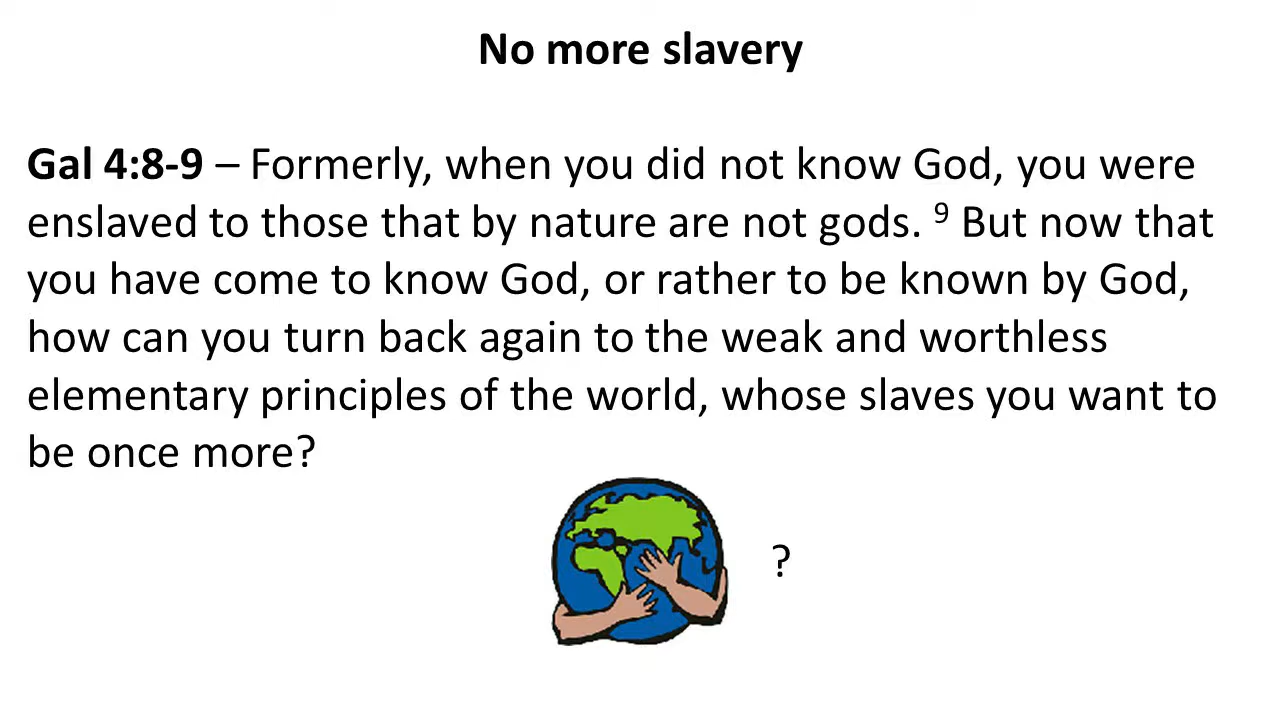 No more slavery
Gal 4:8-9 – Formerly, when you did not know God, you were
enslaved to those that by nature are not gods. ⁹ But now that
you have come to know God, or rather to be known by God,
how can you turn back again to the weak and worthless
elementary principles of the world, whose slaves you want to
be once more?
?